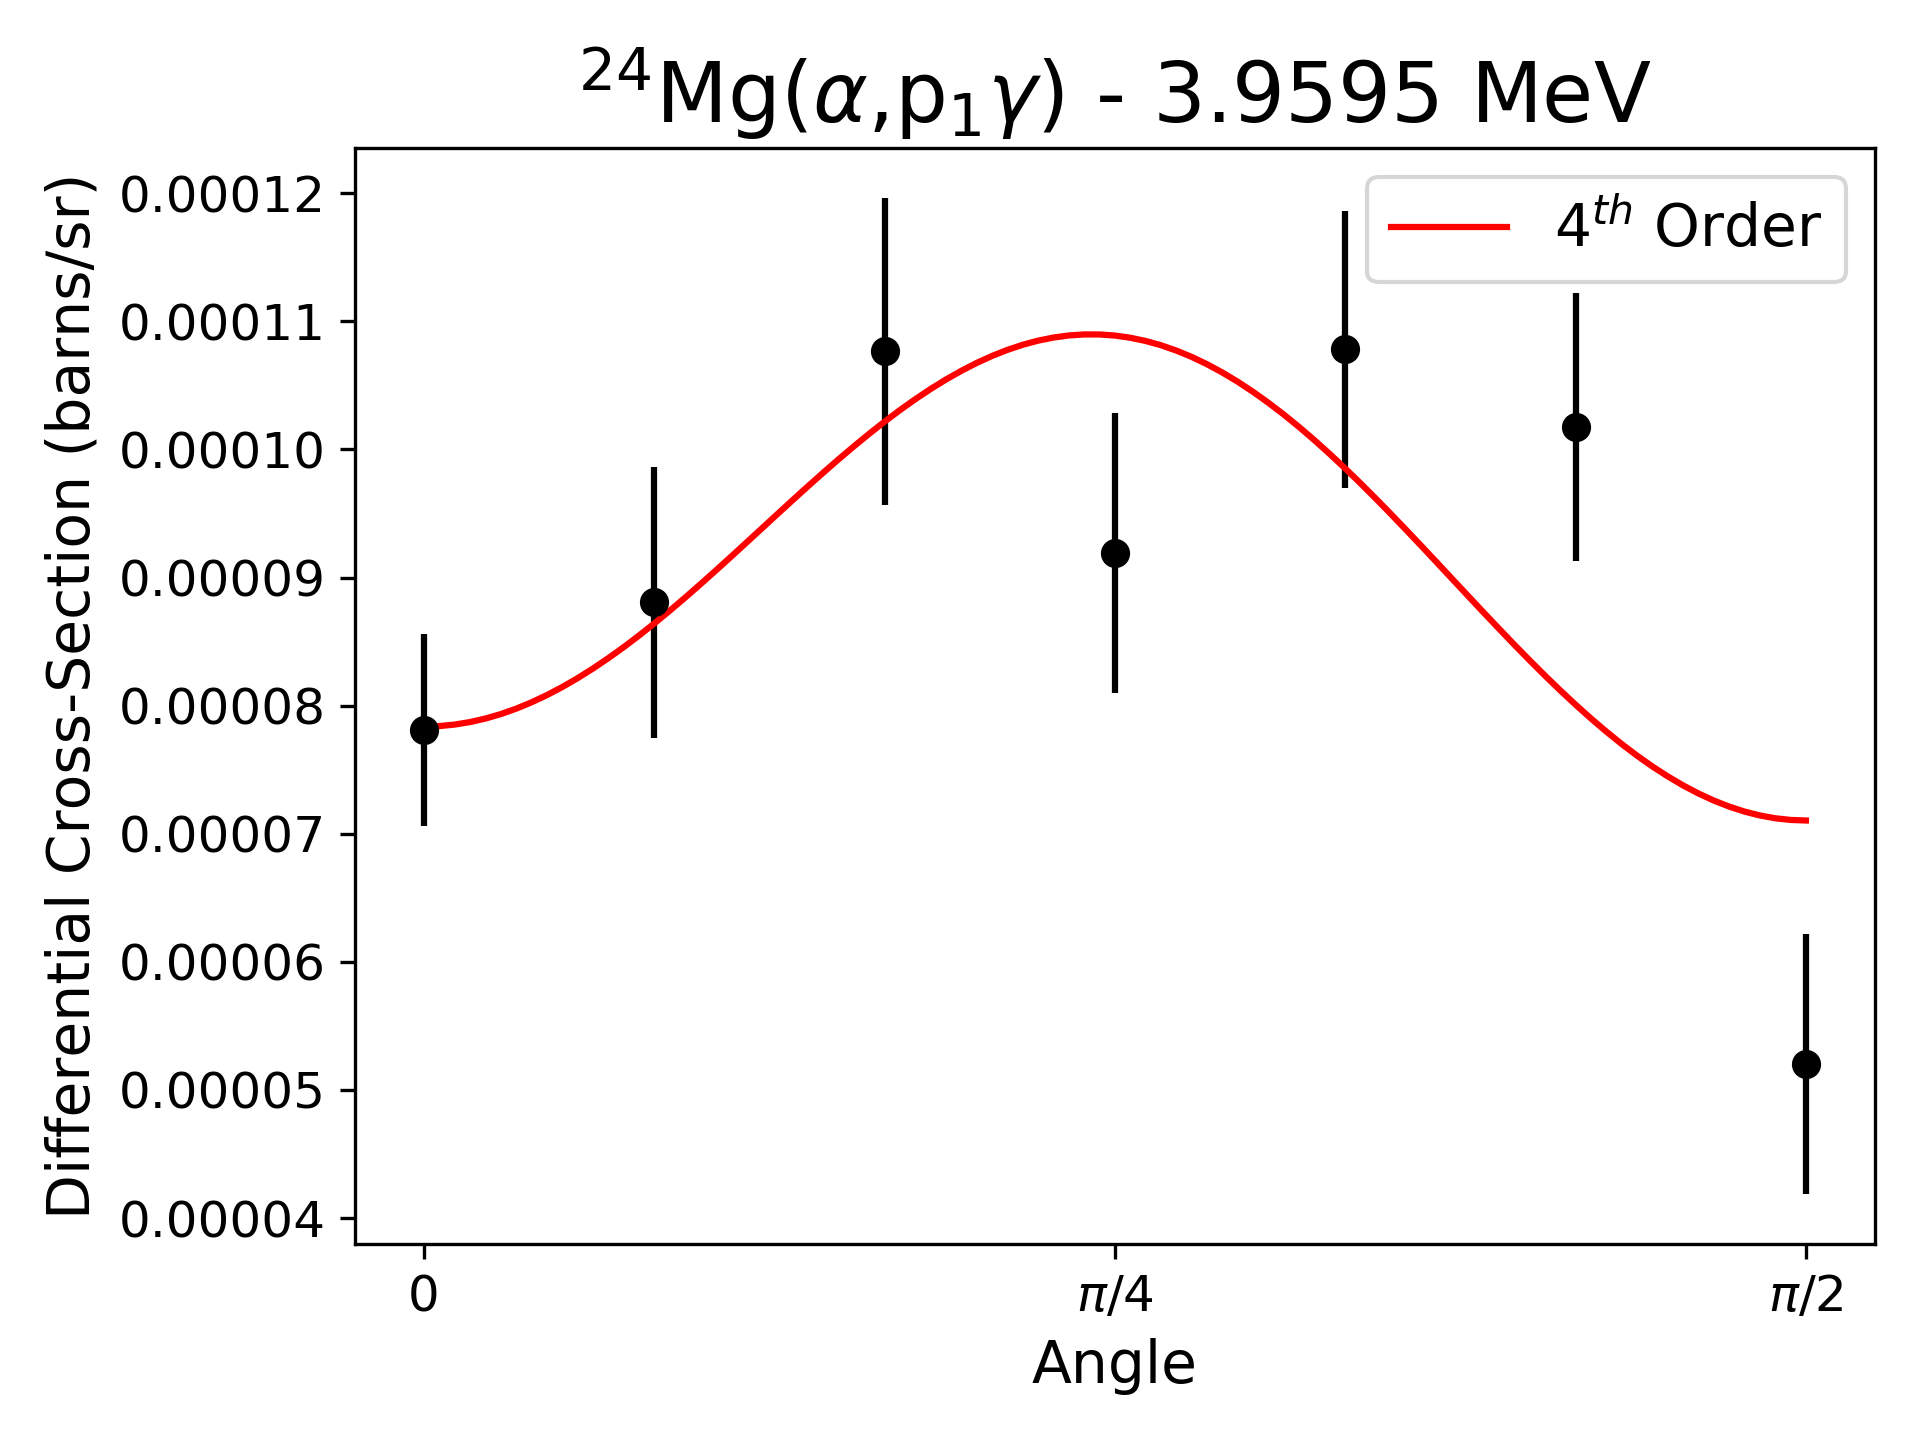 ²⁴Mg(α,p₁γ) - 3.9595 MeV
4ᵗʰ Order
Differential Cross-Section (barns/sr)
0.00012
0.00011
0.00010
0.00009
0.00008
0.00007
0.00006
0.00005
0.00004
0 π/4 π/2
Angle